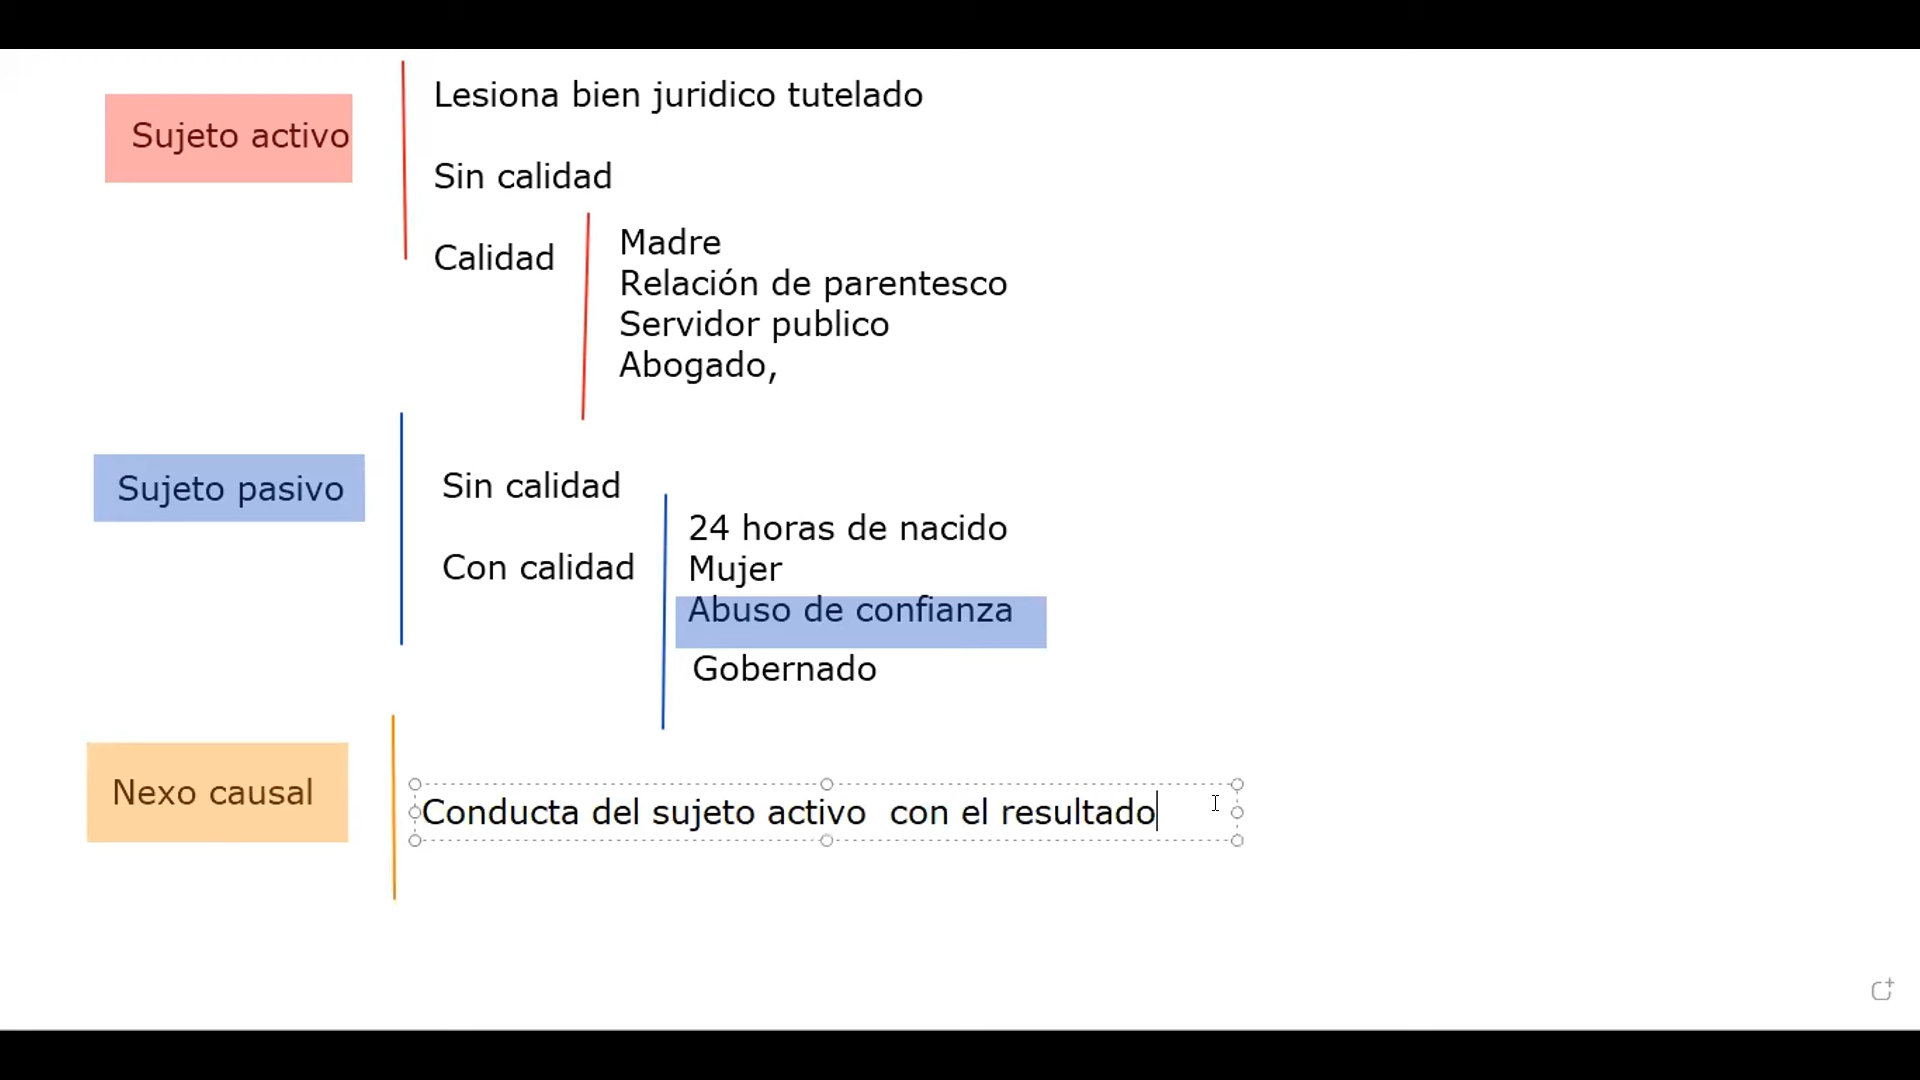 Sujeto activo
Lesiona bien juridico tutelado
Sin calidad
Calidad
Madre
Relación de parentesco
Servidor publico
Abogado,
Sujeto pasivo
Sin calidad
Con calidad
24 horas de nacido
Mujer
Abuso de confianza
Gobernado
Nexo causal
Conducta del sujeto activo  con el resultado